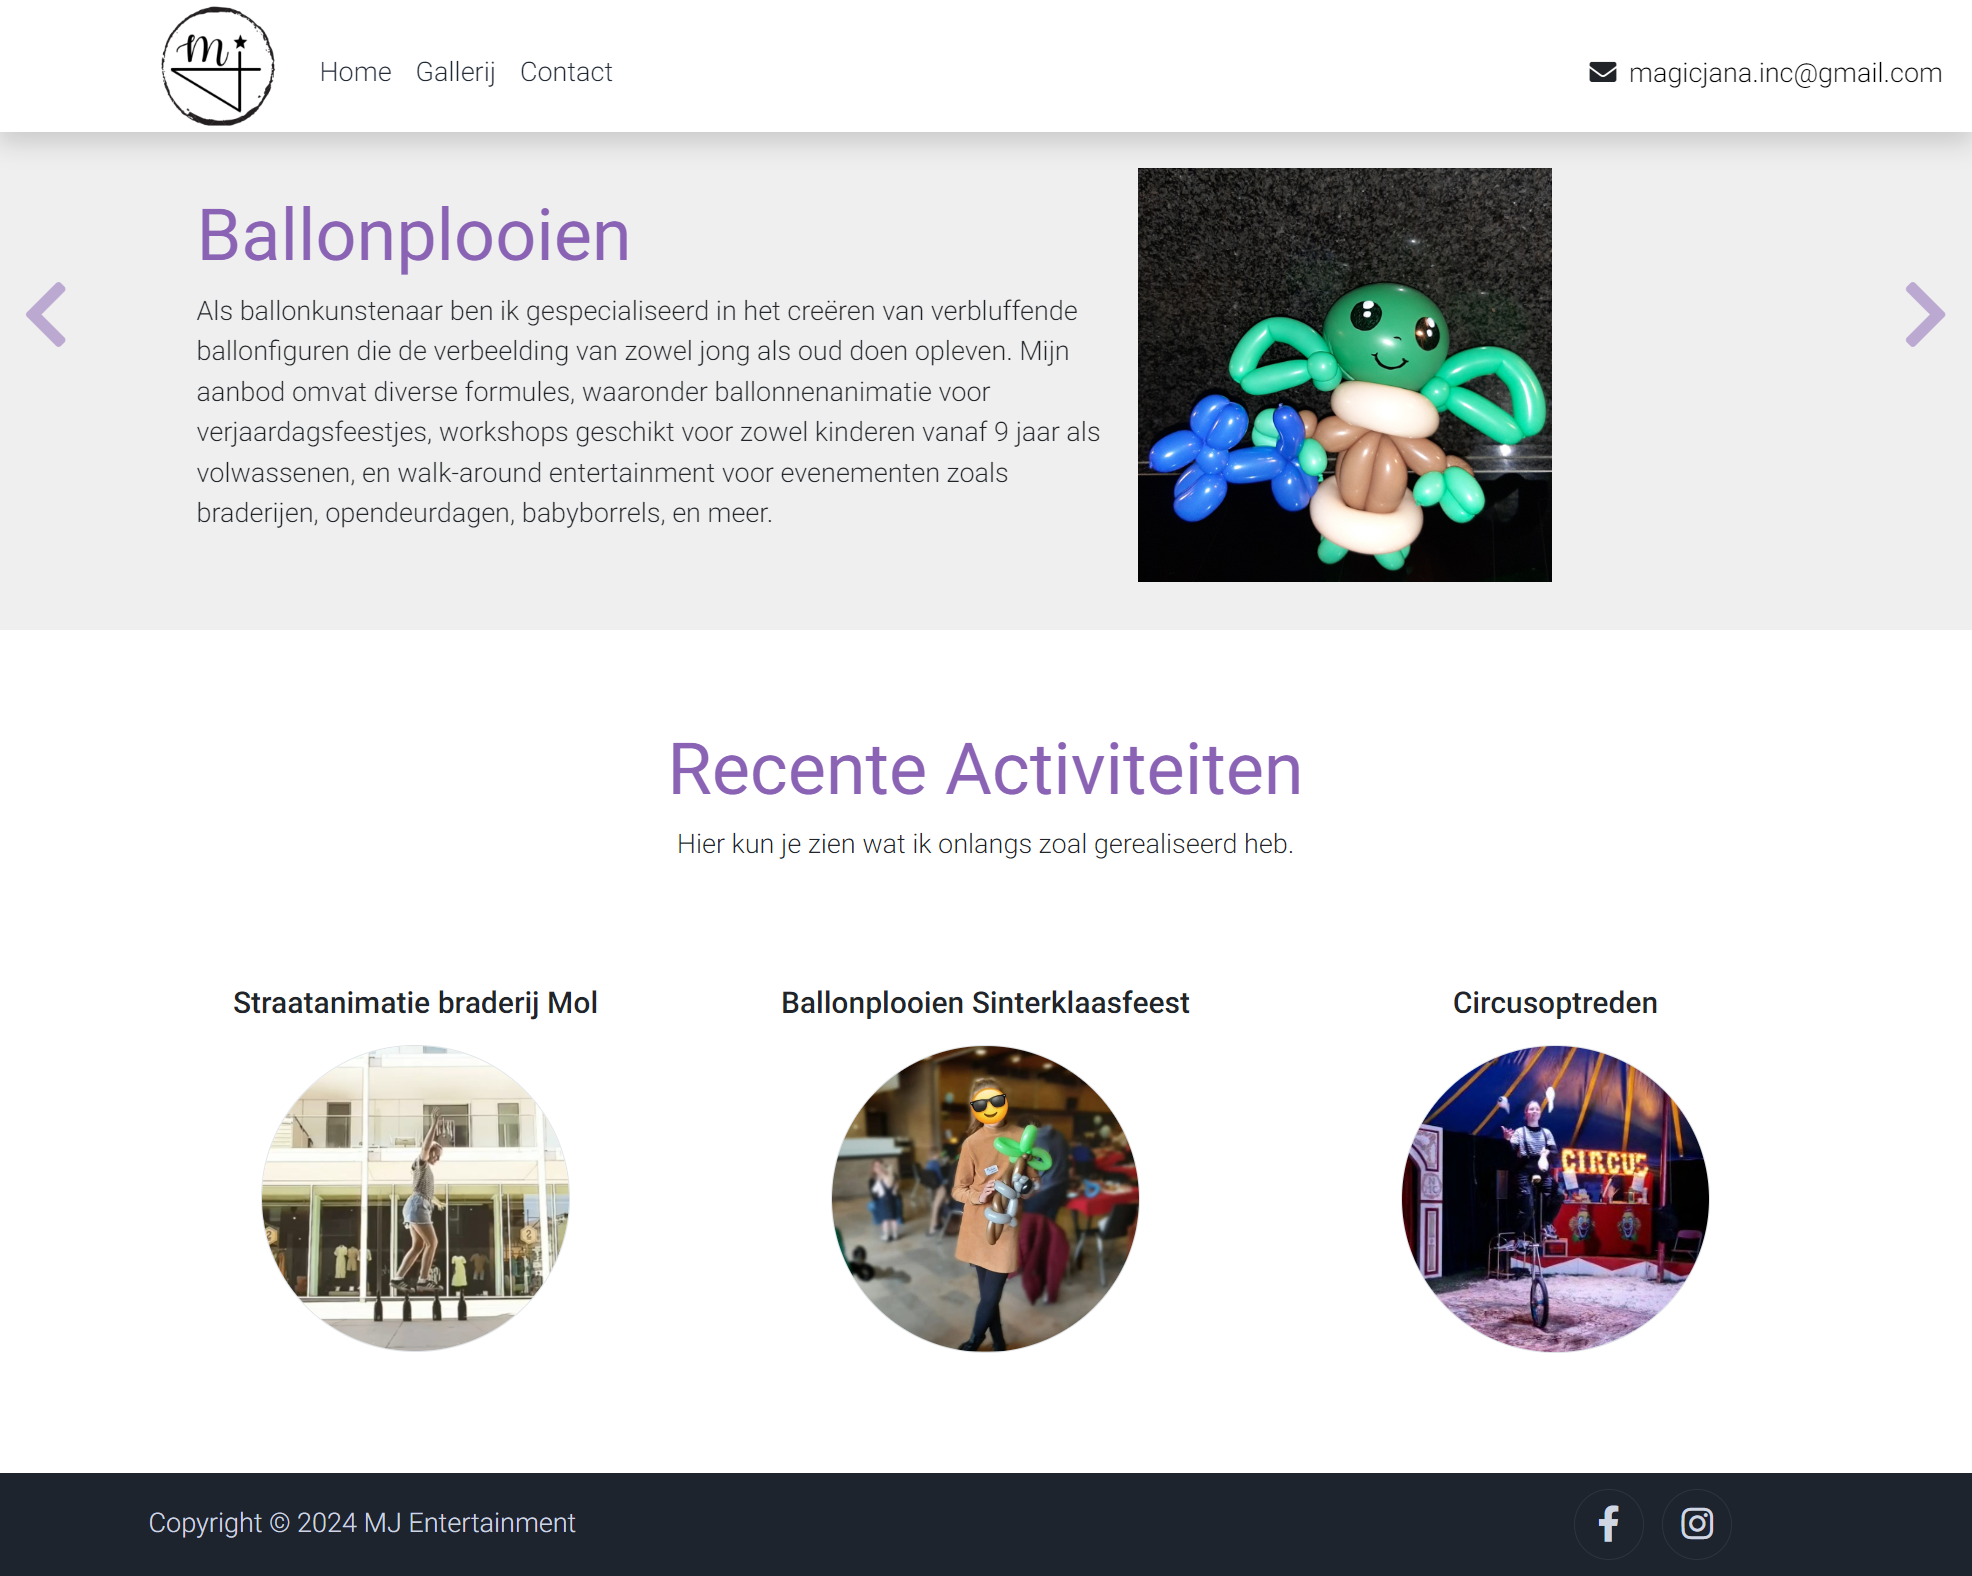 MJ
Home Gallerij Contact
magicjana.inc@gmail.com
Ballonplooien
Als ballonkunstenaar ben ik gespecialiseerd in het creëren van verbluffende
ballonfiguren die de verbeelding van zowel jong als oud doen opleven. Mijn
aanbod omvat diverse formules, waaronder ballonnenanimatie voor
verjaardagsfeestjes, workshops geschikt voor zowel kinderen vanaf 9 jaar als
volwassenen, en walk-around entertainment voor evenementen zoals
braderijen, opendeurdagen, babyborrels, en meer.
Recente Activiteiten
Hier kun je zien wat ik onlangs zoal gerealiseerd heb.
Straatanimatie braderij Mol
Ballonplooien Sinterklaasfeest
Circusoptreden
CIRCUS
Copyright © 2024 MJ Entertainment